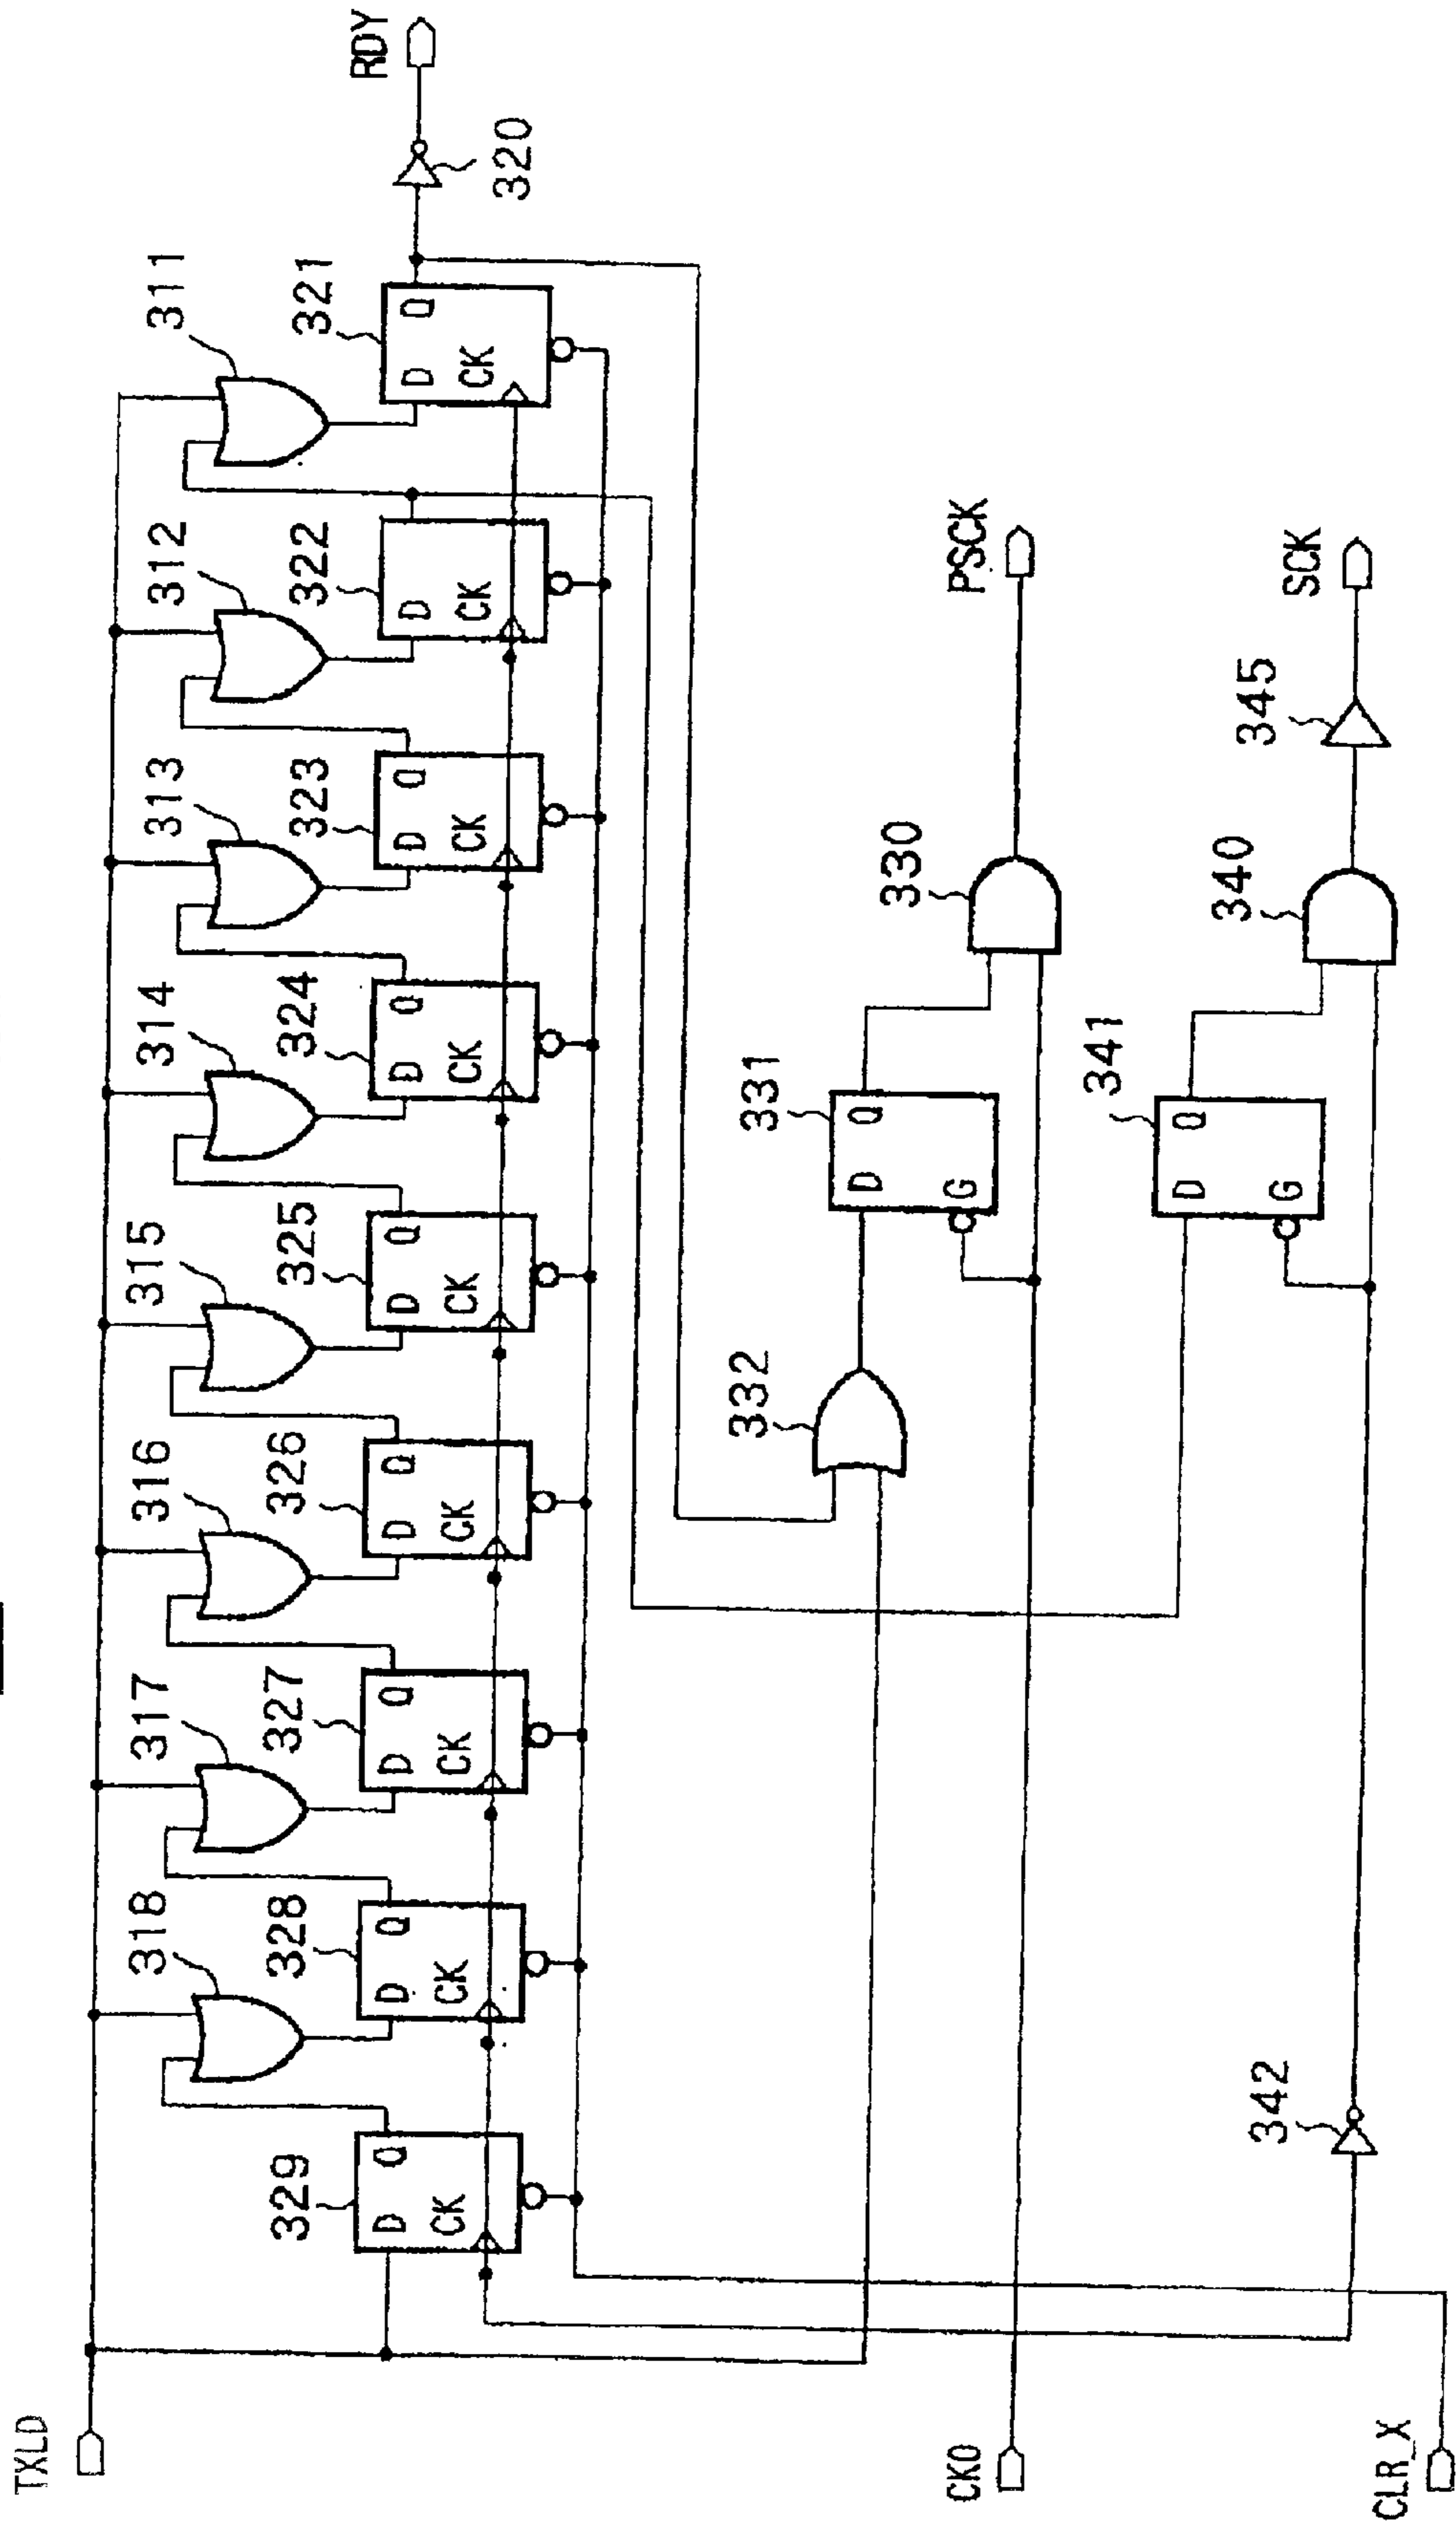 TXLD
318 317 316 315 314 313 312 311
329 328 327 326 325 324 323 322 321
RDY
D Q D Q D Q D Q D Q D Q D Q D D Q
CK CK CK CK CK CK CK CK CK
320
332 331 330 PSCK
D Q
G
CK0
342 341 340 345 SCK
D Q
G
CLR_X